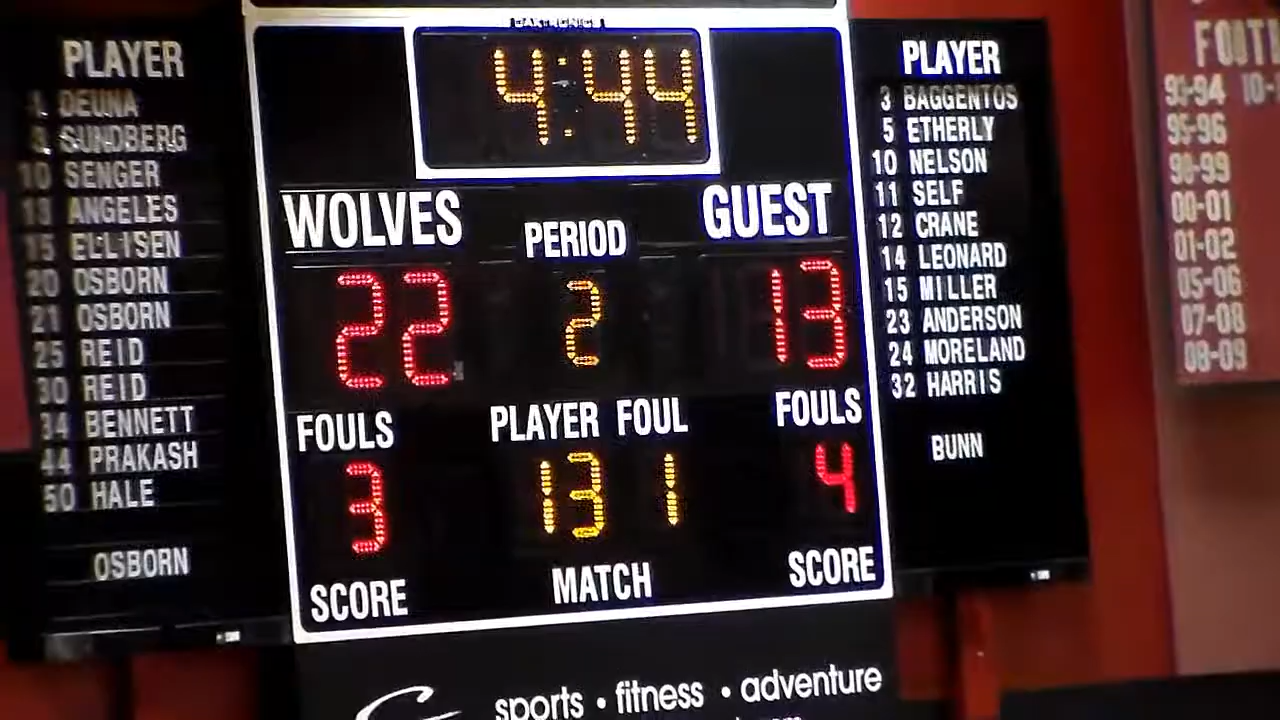 DAKTRONICS
4:44
PLAYER
DEUNA
SUNDBERG
10 SENGER
13 ANGELES
15 ELLISEN
20 OSBORN
21 OSBORN
25 REID
30 REID
34 BENNETT
44 PRAKASH
50 HALE
OSBORN
WOLVES
PERIOD
GUEST
22
2
13
FOULS
PLAYER FOUL
FOULS
3
13 1
4
SCORE
MATCH
SCORE
sports • fitness • adventure
PLAYER
3 BAGGENTOS
5 ETHERLY
10 NELSON
11 SELF
12 CRANE
14 LEONARD
15 MILLER
23 ANDERSON
24 MORELAND
32 HARRIS
BUNN
95-96
98-99
00-01
01-02
05-06
07-08
08-09